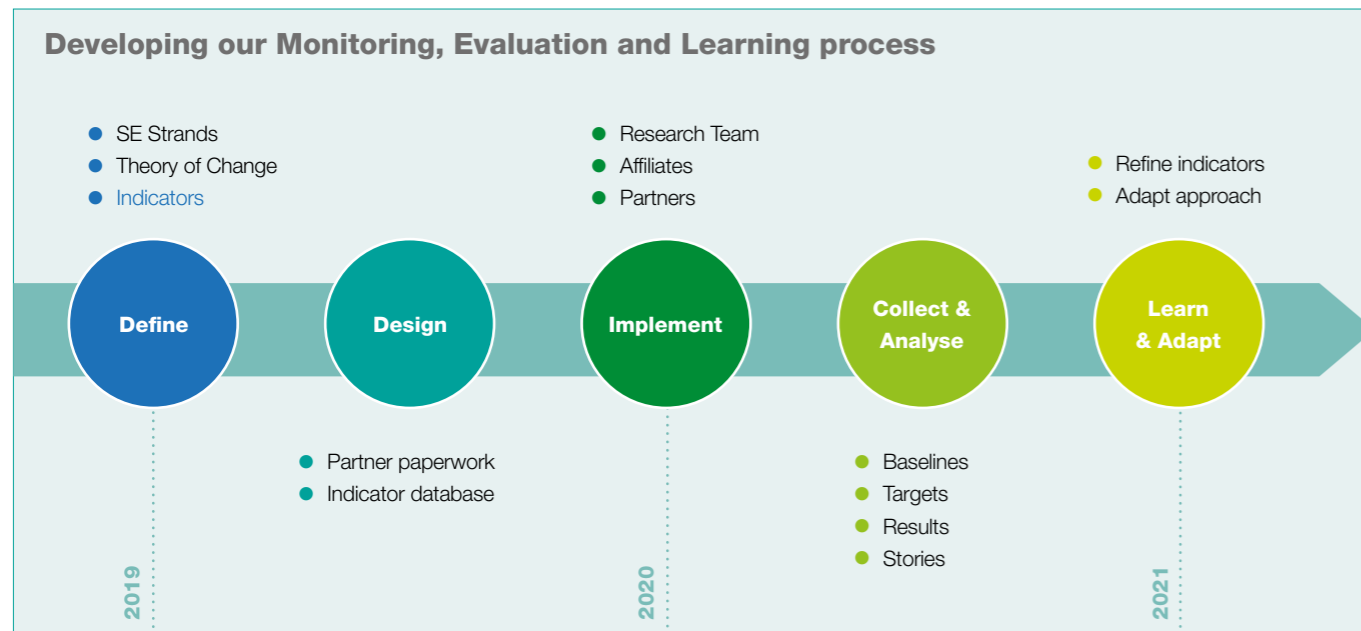 Developing our Monitoring, Evaluation and Learning process
SE Strands
Theory of Change
Indicators
Research Team
Affiliates
Partners
Refine indicators
Adapt approach
Define
Design
Implement
Collect &
Analyse
Learn
& Adapt
Partner paperwork
Indicator database
Baselines
Targets
Results
Stories
2019
2020
2021